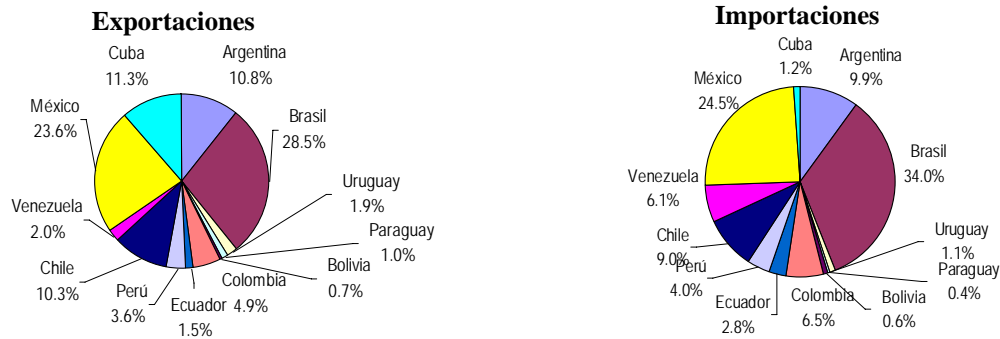 Exportaciones
Cuba
11.3%
Argentina
10.8%
México
23.6%
Brasil
28.5%
Uruguay
1.9%
Venezuela
2.0%
Paraguay
1.0%
Chile
10.3%
Bolivia
0.7%
Perú
3.6%
Ecuador
1.5%
Colombia
4.9%
Importaciones
Cuba
1.2%
Argentina
9.9%
México
24.5%
Brasil
34.0%
Venezuela
6.1%
Uruguay
1.1%
Chile
9.0%
Paraguay
0.4%
Perú
4.0%
Bolivia
0.6%
Ecuador
2.8%
Colombia
6.5%